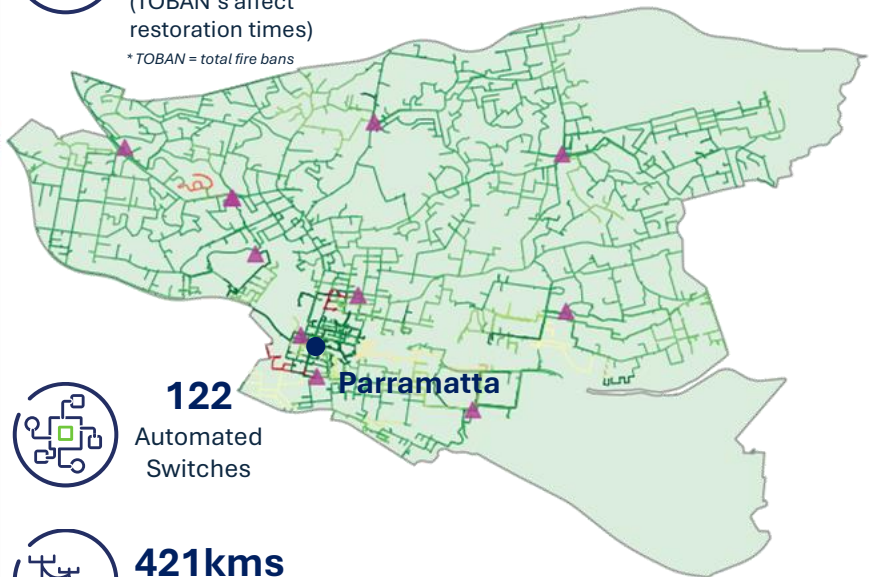 (TOBAN's affect
restoration times)
* TOBAN = total fire bans
Parramatta
122
Automated
Switches
421kms